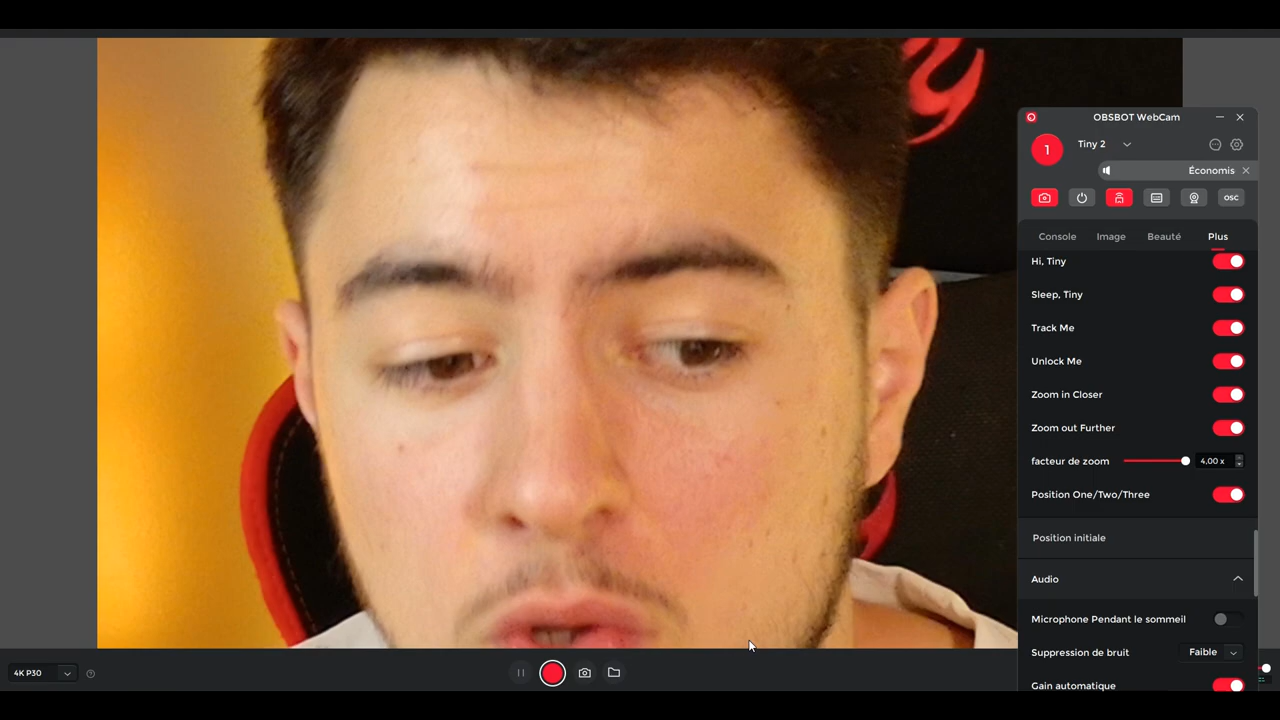 OBSBOT WebCam
1
Tiny 2
Économis
OSC
Console Image Beauté Plus
Hi, Tiny
Sleep, Tiny
Track Me
Unlock Me
Zoom in Closer
Zoom out Further
facteur de zoom 4,00 x
Position One/Two/Three
Position initiale
Audio
Microphone Pendant le sommeil
Suppression de bruit Faible
Gain automatique
4K P30